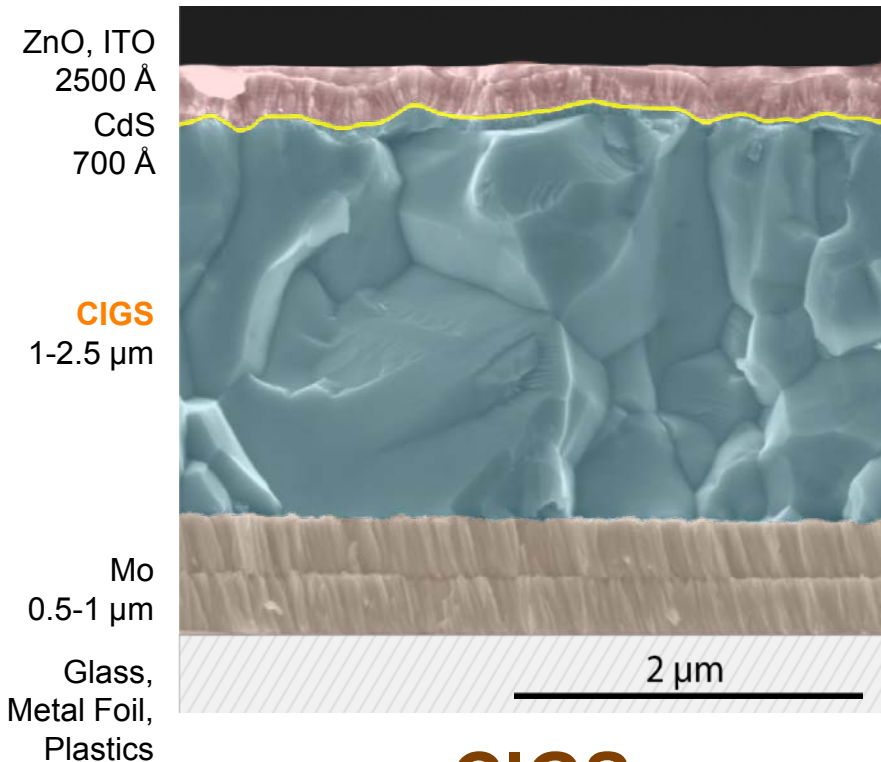 ZnO, ITO
2500 Å
CdS
700 Å
CIGS
1-2.5 µm
Mo
0.5-1 µm
Glass,
Metal Foil,
Plastics
2 µm
CIGS